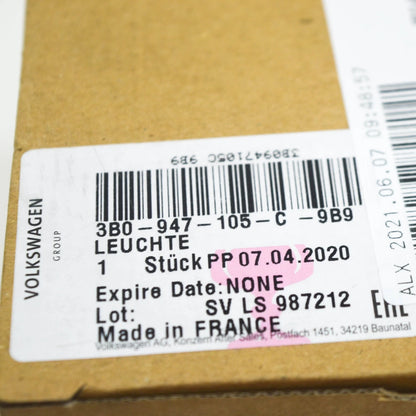 3B0947105C 9B9
3B0-947-105-C -9B9
LEUCHTE
1 Stück PP 07.04.2020
Expire Date: NONE
Lot: SV LS 987212
Made in FRANCE
Volkswagen AG, Konzern After Sales, Postfach 1451, 34219 Baunatal
VOLKSWAGEN
GROUP
ALX 2021.06.07 09:48:57
EAC